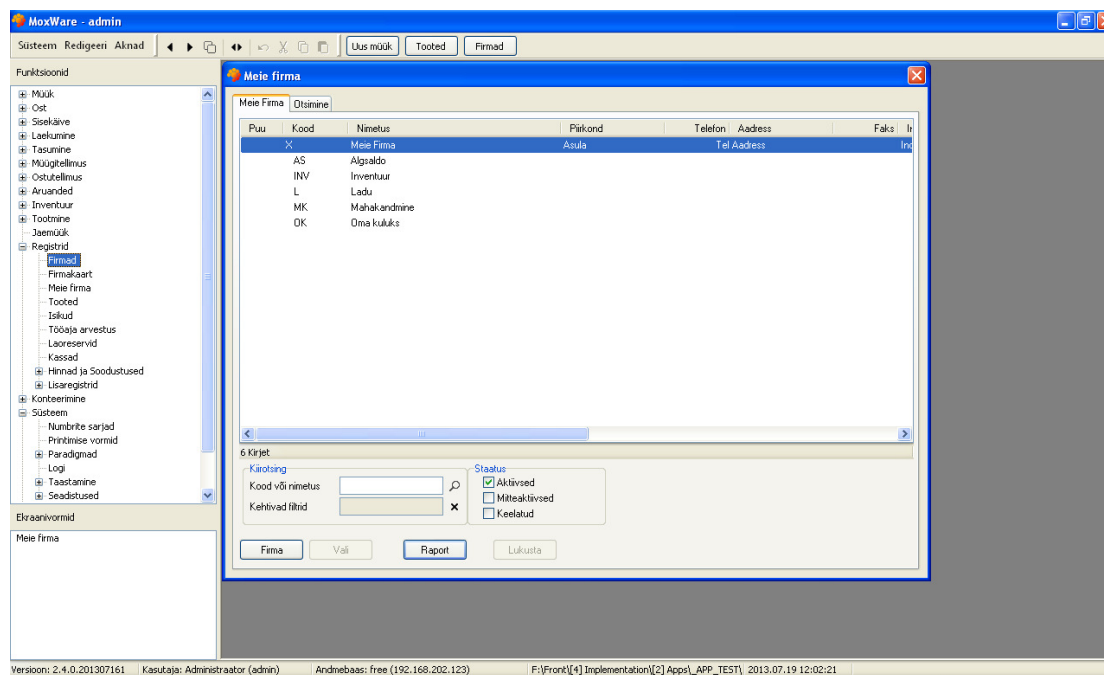 MoxWare - admin
Süsteem Redigeeri Aknad
Uus müük Tooted Firmad
Funktsioonid
Müük
Ost
Sisekäive
Laekumine
Tasumine
Müügitellimus
Ostutellimus
Aruanded
Inventuur
Tootmine
Jaemüük
Registrid
Firmad
Firmakaart
Meie firma
Tooted
Isikud
Tööaja arvestus
Laoreservid
Kassad
Hinnad ja Soodustused
Lisaregistrid
Konteerimine
Süsteem
Numbrite sarjad
Printimise vormid
Paradigmad
Logi
Taastamine
Seadistused
Ekraanivormid
Meie firma
Meie firma
Meie Firma Otsimine
Puu Kood Nimetus Piirkond Telefon Aadress Faks
X Meie Firma Asula Tel Aadress
AS Algsaldo
INV Inventuur
L Ladu
MK Mahakandmine
OK Oma kuluks
6 Kirjet
Kiirotsing
Kood või nimetus
Kehtivad filtrid
Staatus
Aktiivsed
Mitteaktiivsed
Keelatud
Firma Vali Raport Lukusta
Versioon: 2.4.0.201307161 Kasutaja: Administraator (admin) Andmebaas: free (192.168.202.123) F:\Front\[4] Implementation\[2] Apps\_APP_TEST\ 2013.07.19 12:02:21